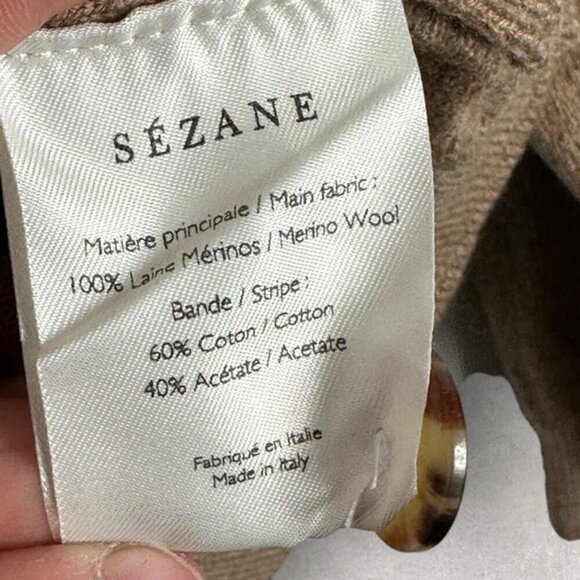 SÉZANE
Matière principale / Main fabric :
100% Laine Mérinos / Merino Wool
Bande / Stripe :
60% Coton / Cotton
40% Acétate / Acetate
Fabriqué en Italie
Made in Italy